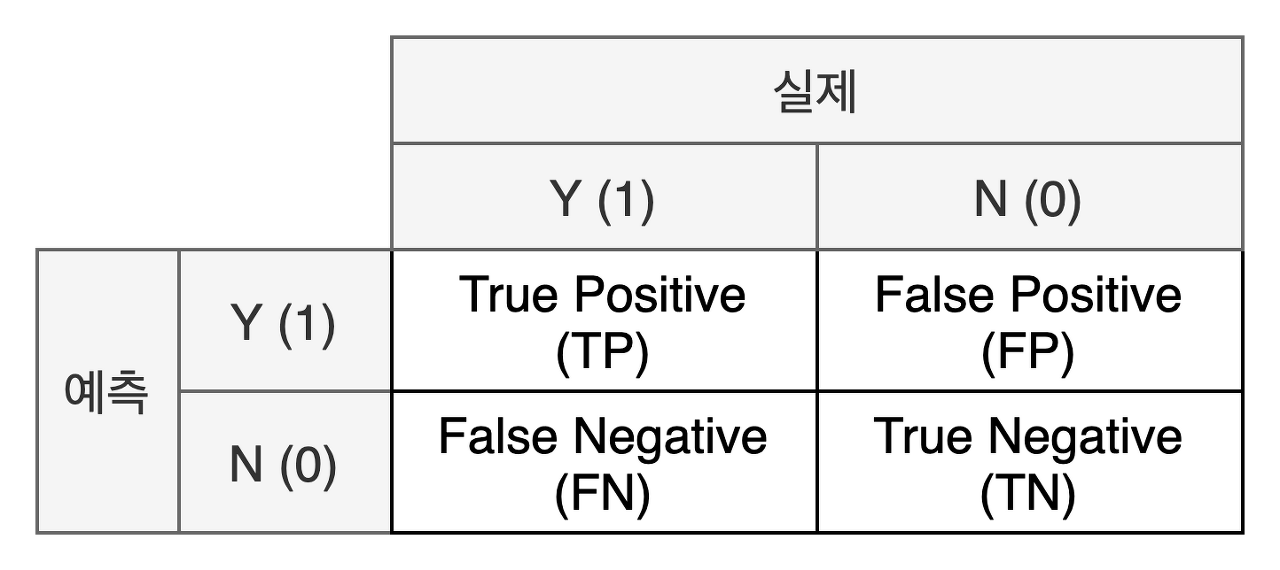 실제
Y (1)
N (0)
예측
Y (1)
True Positive
(TP)
False Positive
(FP)
N (0)
False Negative
(FN)
True Negative
(TN)